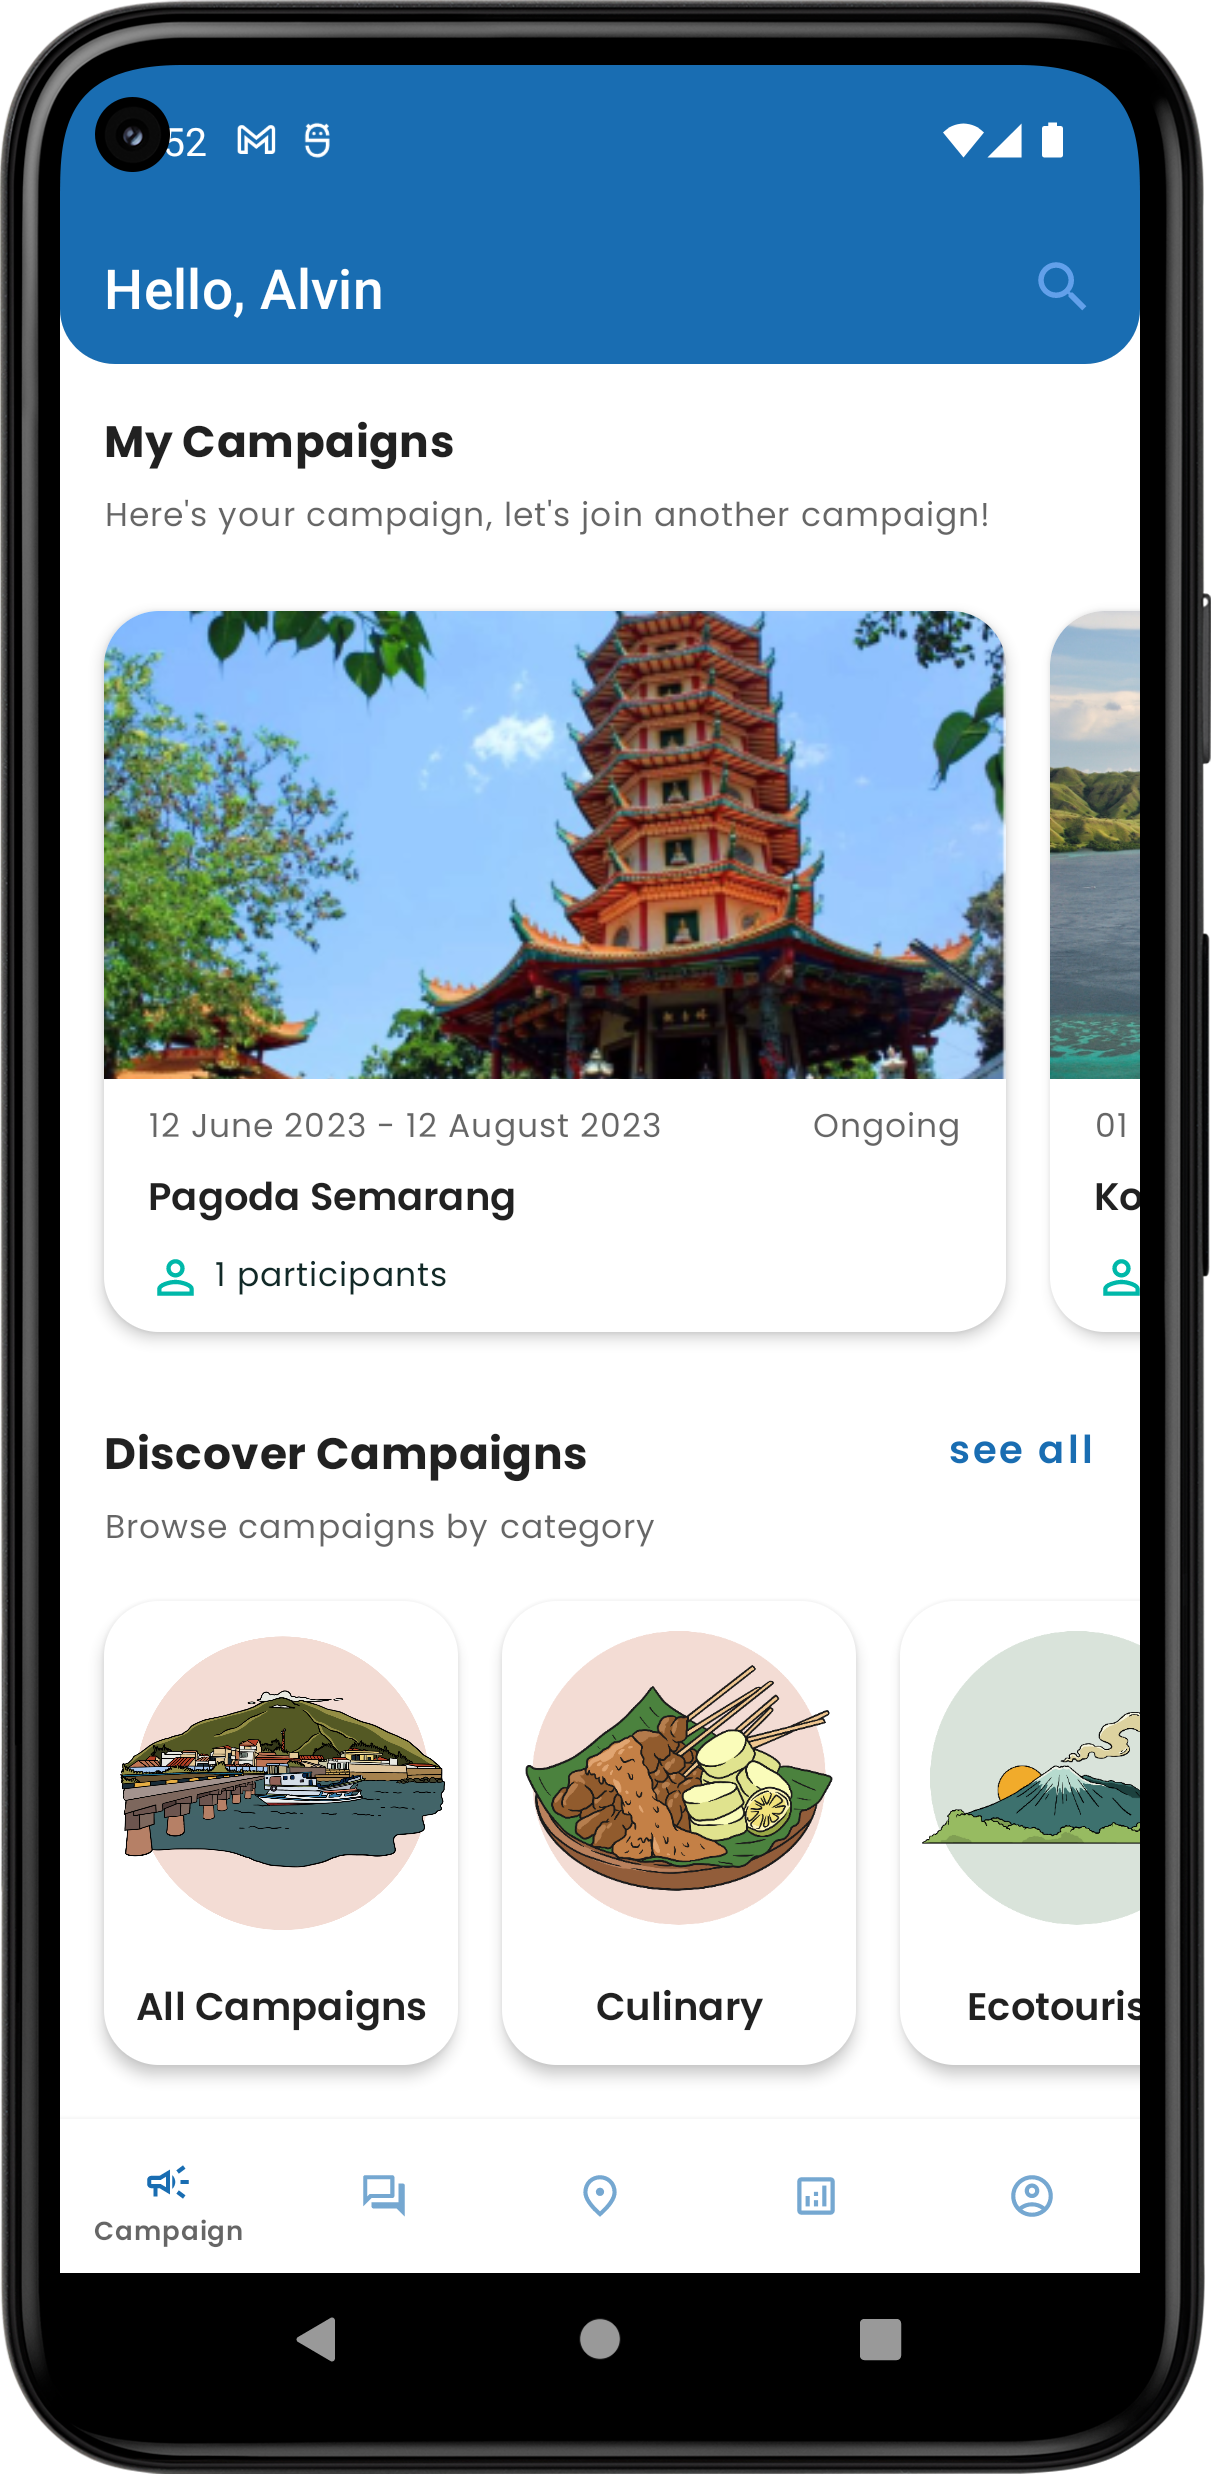 52
Hello, Alvin
My Campaigns
Here's your campaign, let's join another campaign!
12 June 2023 - 12 August 2023 Ongoing
01
Pagoda Semarang
Ko
1 participants
Discover Campaigns see all
Browse campaigns by category
All Campaigns
Culinary
Ecotouris
Campaign